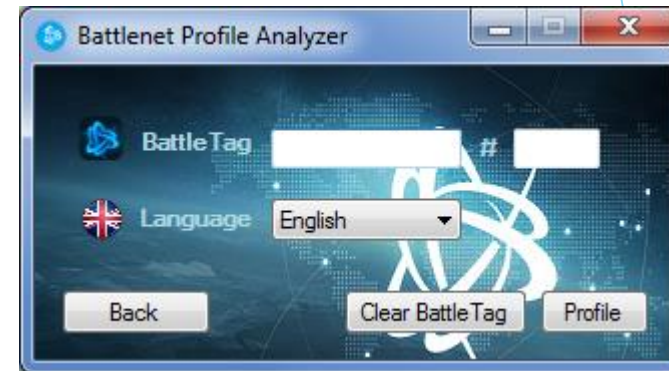 Battlenet Profile Analyzer
BattleTag #
Language English
Back Clear BattleTag Profile